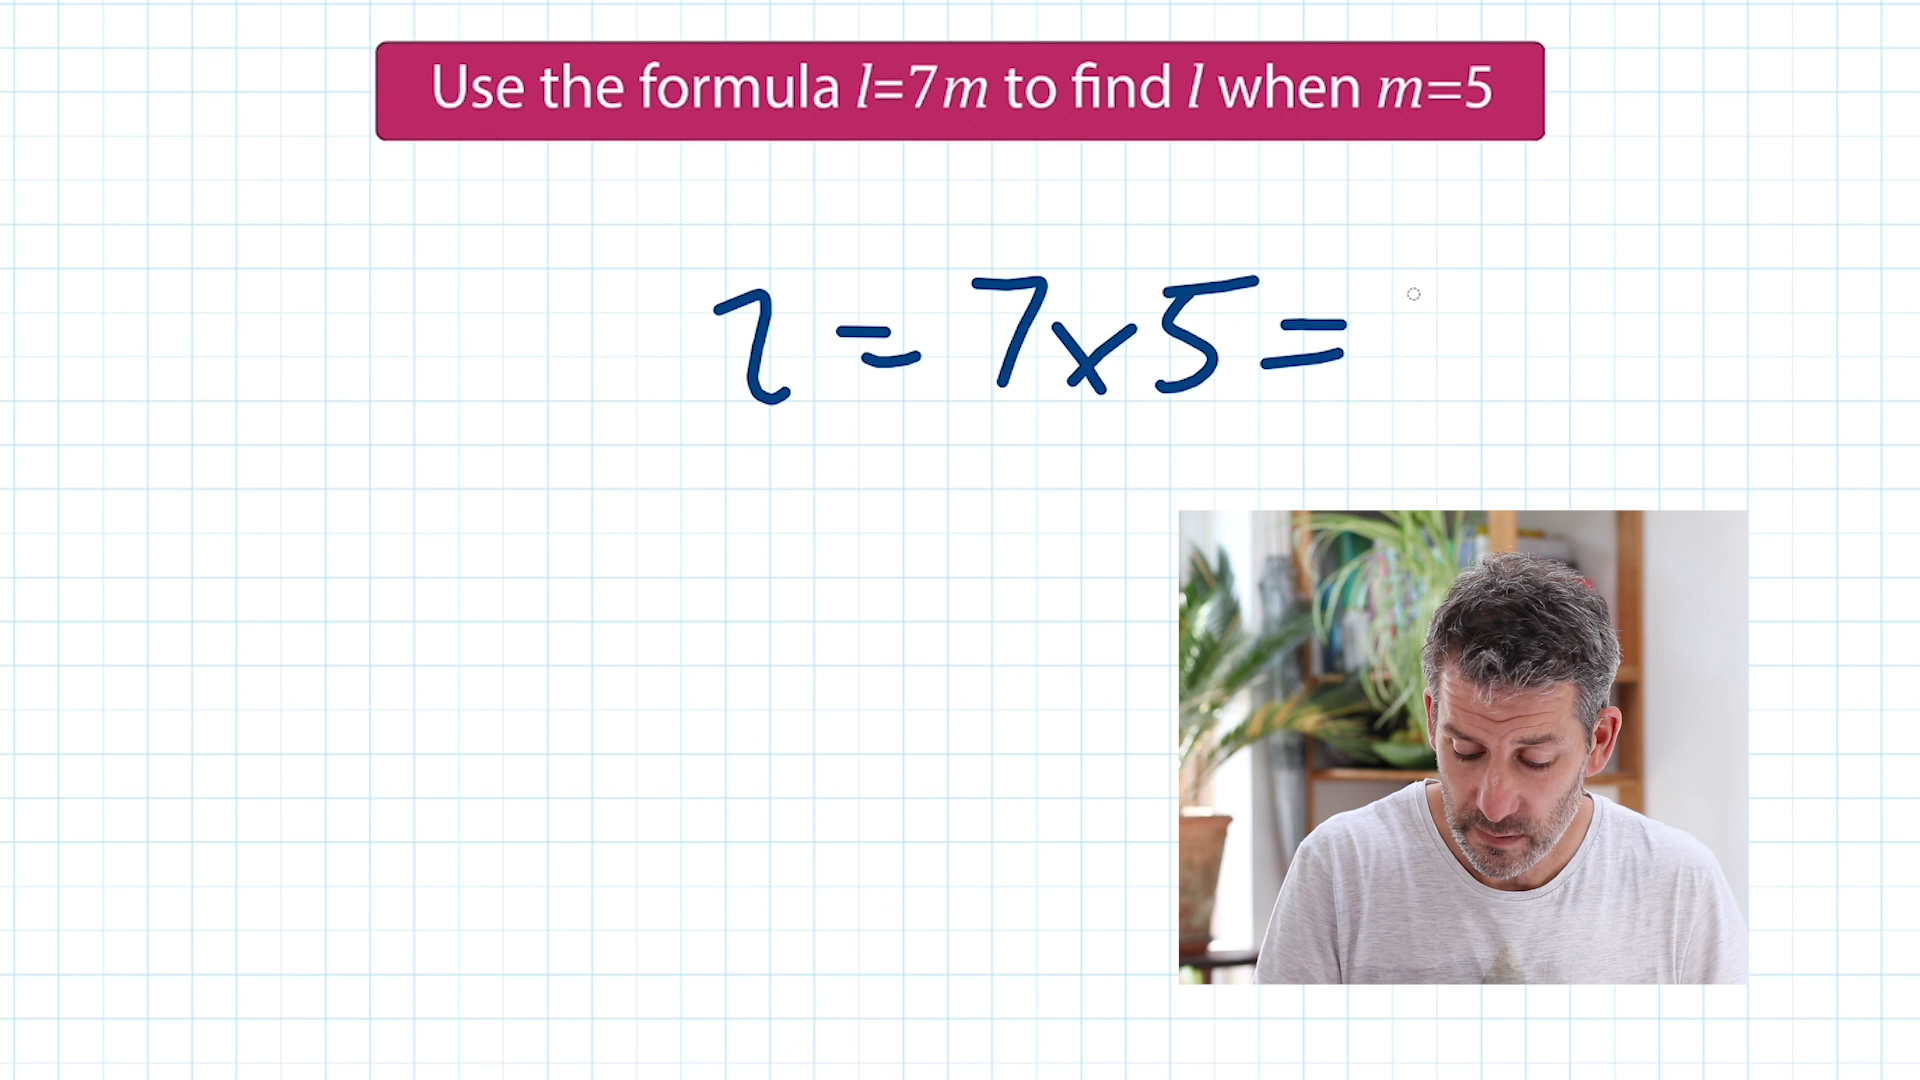 Use the formula l=7m to find l when m=5
l = 7x5=